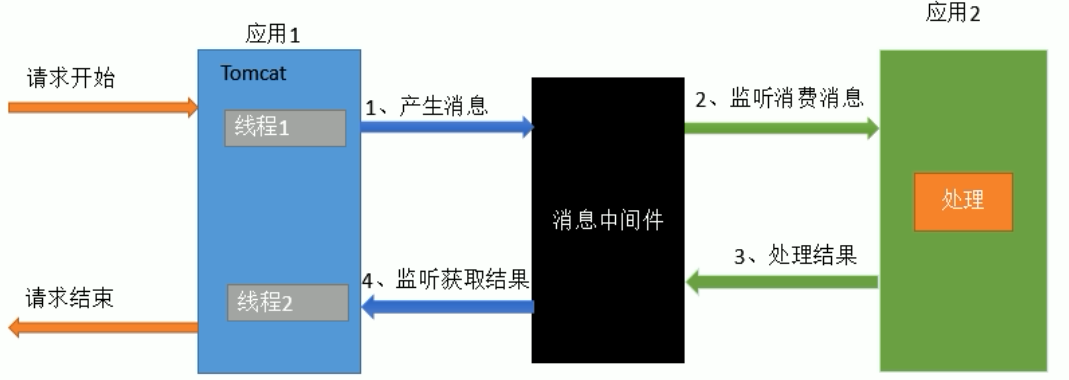 应用1
应用2
请求开始
Tomcat
线程1
1、产生消息
2、监听消费消息
处理
消息中间件
3、处理结果
4、监听获取结果
线程2
请求结束